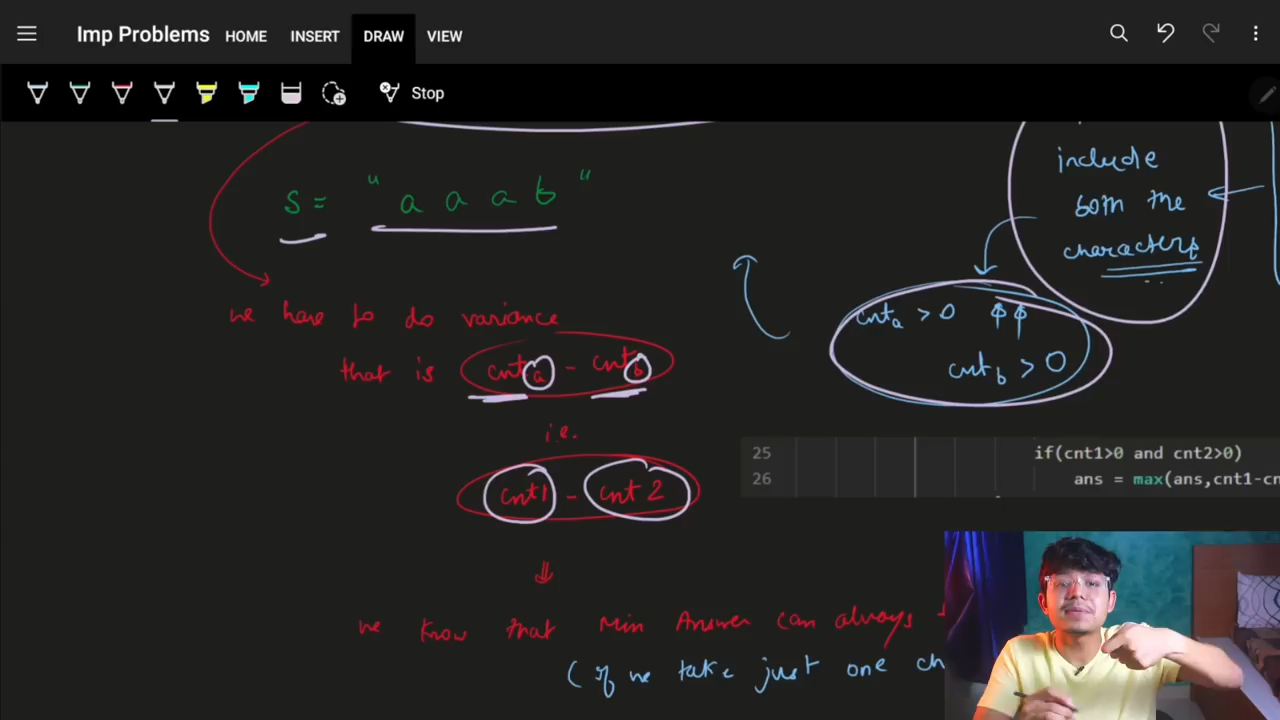 Imp Problems HOME INSERT DRAW VIEW
Stop
s = " a a a b "
include
both the
characters
we have to do variance
that is cnta - cntb
i.e.
cnt1 - cnt2
cnta > 0
cntb > 0
25 if(cnt1>0 and cnt2>0)
26 ans = max(ans,cnt1-cn
we know that Min Answer can always
(if we take just one ch